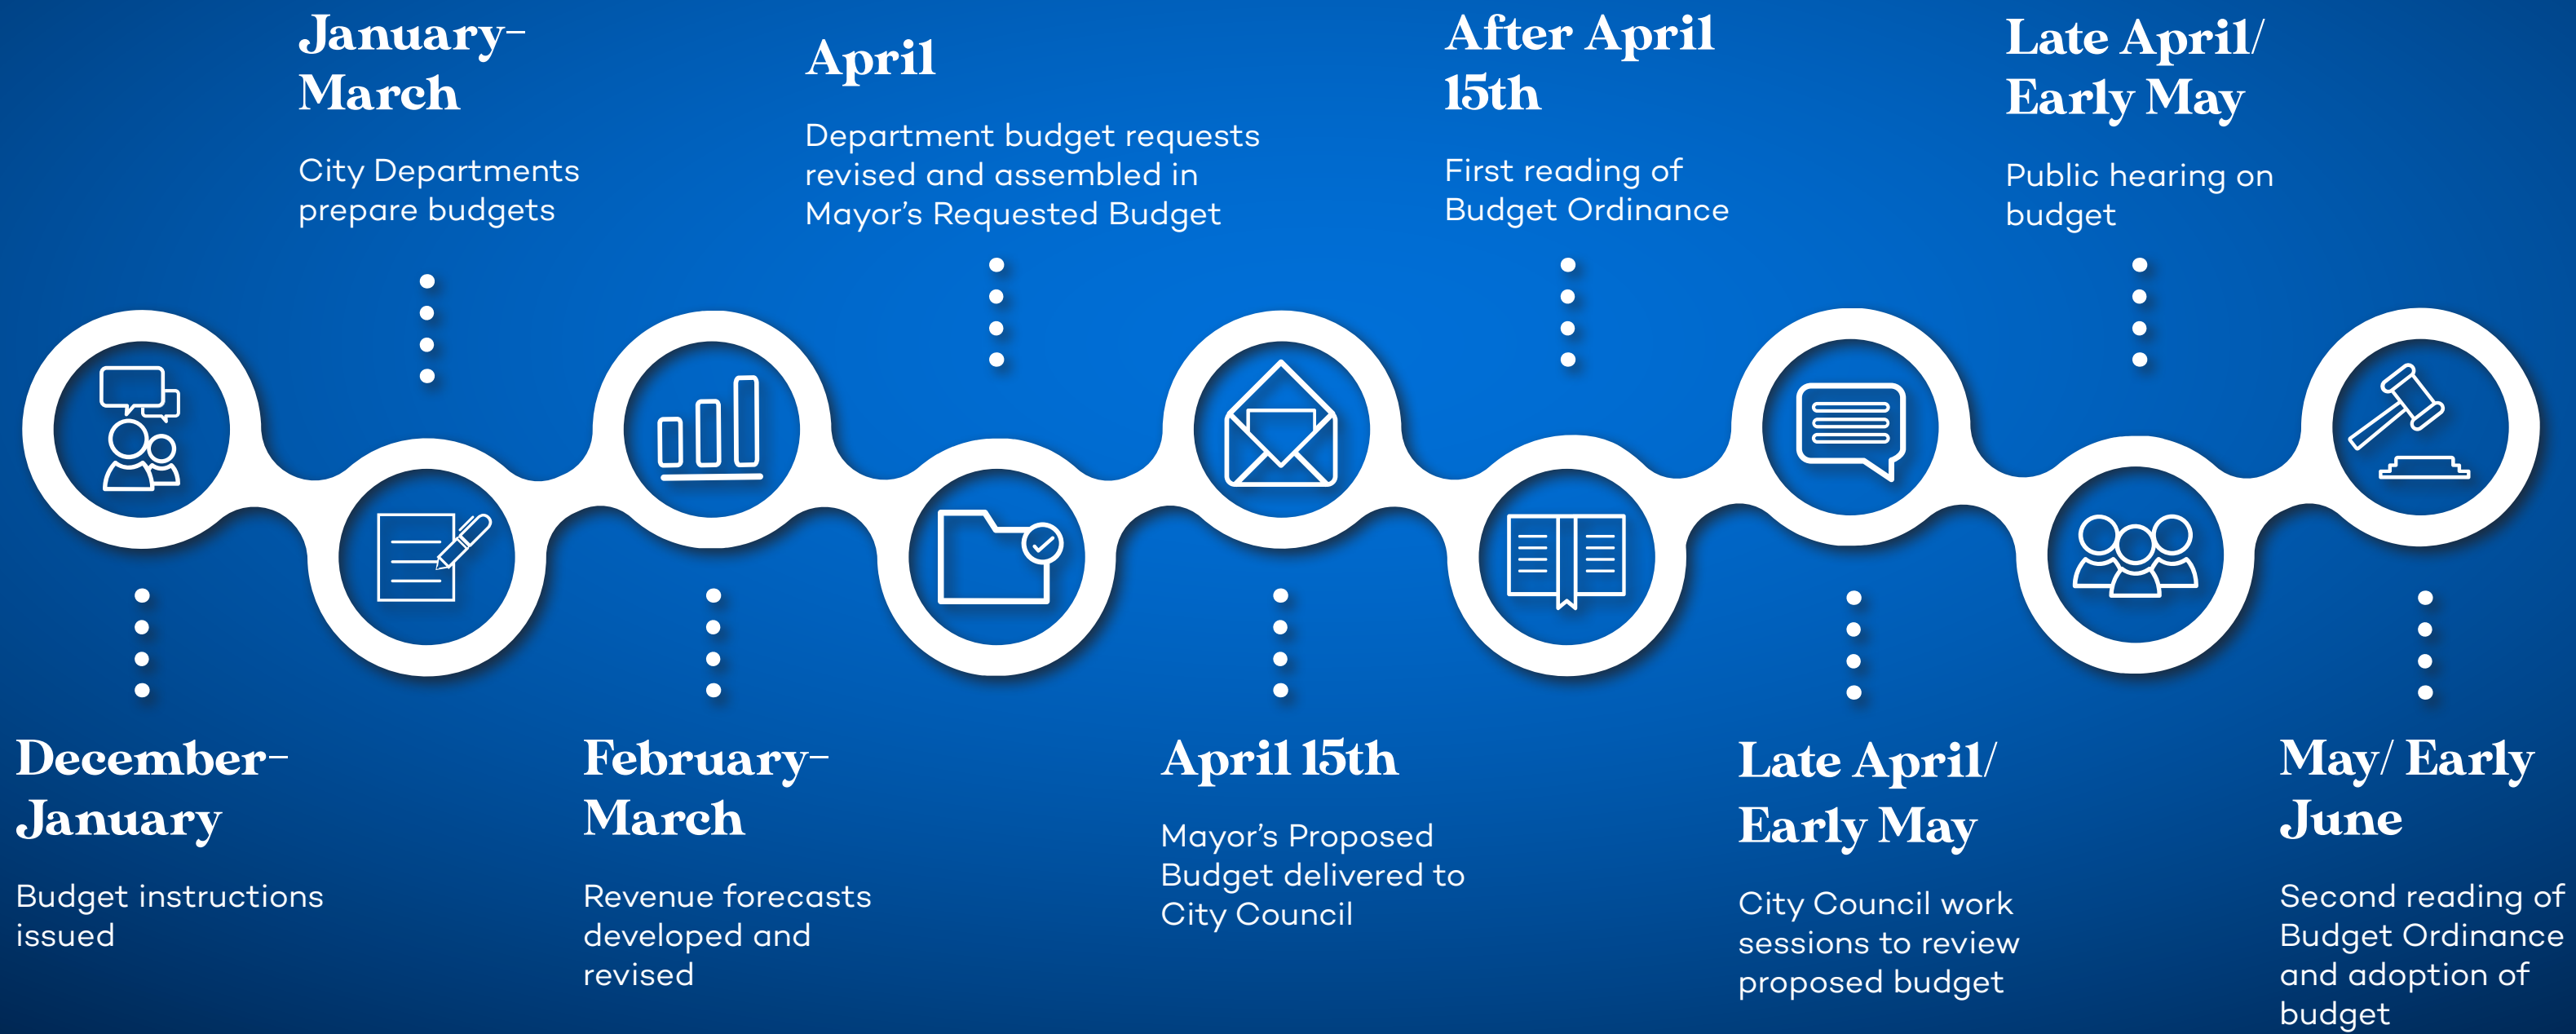 December-
January
Budget instructions
issued
January-
March
City Departments
prepare budgets
February-
March
Revenue forecasts
developed and
revised
April
Department budget requests
revised and assembled in
Mayor’s Requested Budget
April 15th
Mayor’s Proposed
Budget delivered to
City Council
After April
15th
First reading of
Budget Ordinance
Late April/
Early May
City Council work
sessions to review
proposed budget
Late April/
Early May
Public hearing on
budget
May/ Early
June
Second reading of
Budget Ordinance
and adoption of
budget